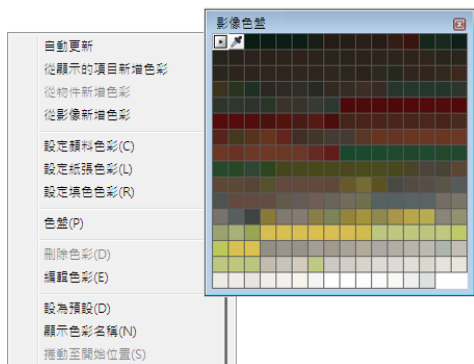 影像色盤
自動更新
從顯示的項目新增色彩
從物件新增色彩
從影像新增色彩
設定顏料色彩(C)
設定紙張色彩(L)
設定填色色彩(R)
色盤(P)
刪除色彩(D)
編輯色彩(E)
設為預設(D)
顯示色彩名稱(N)
捲動至開始位置(S)